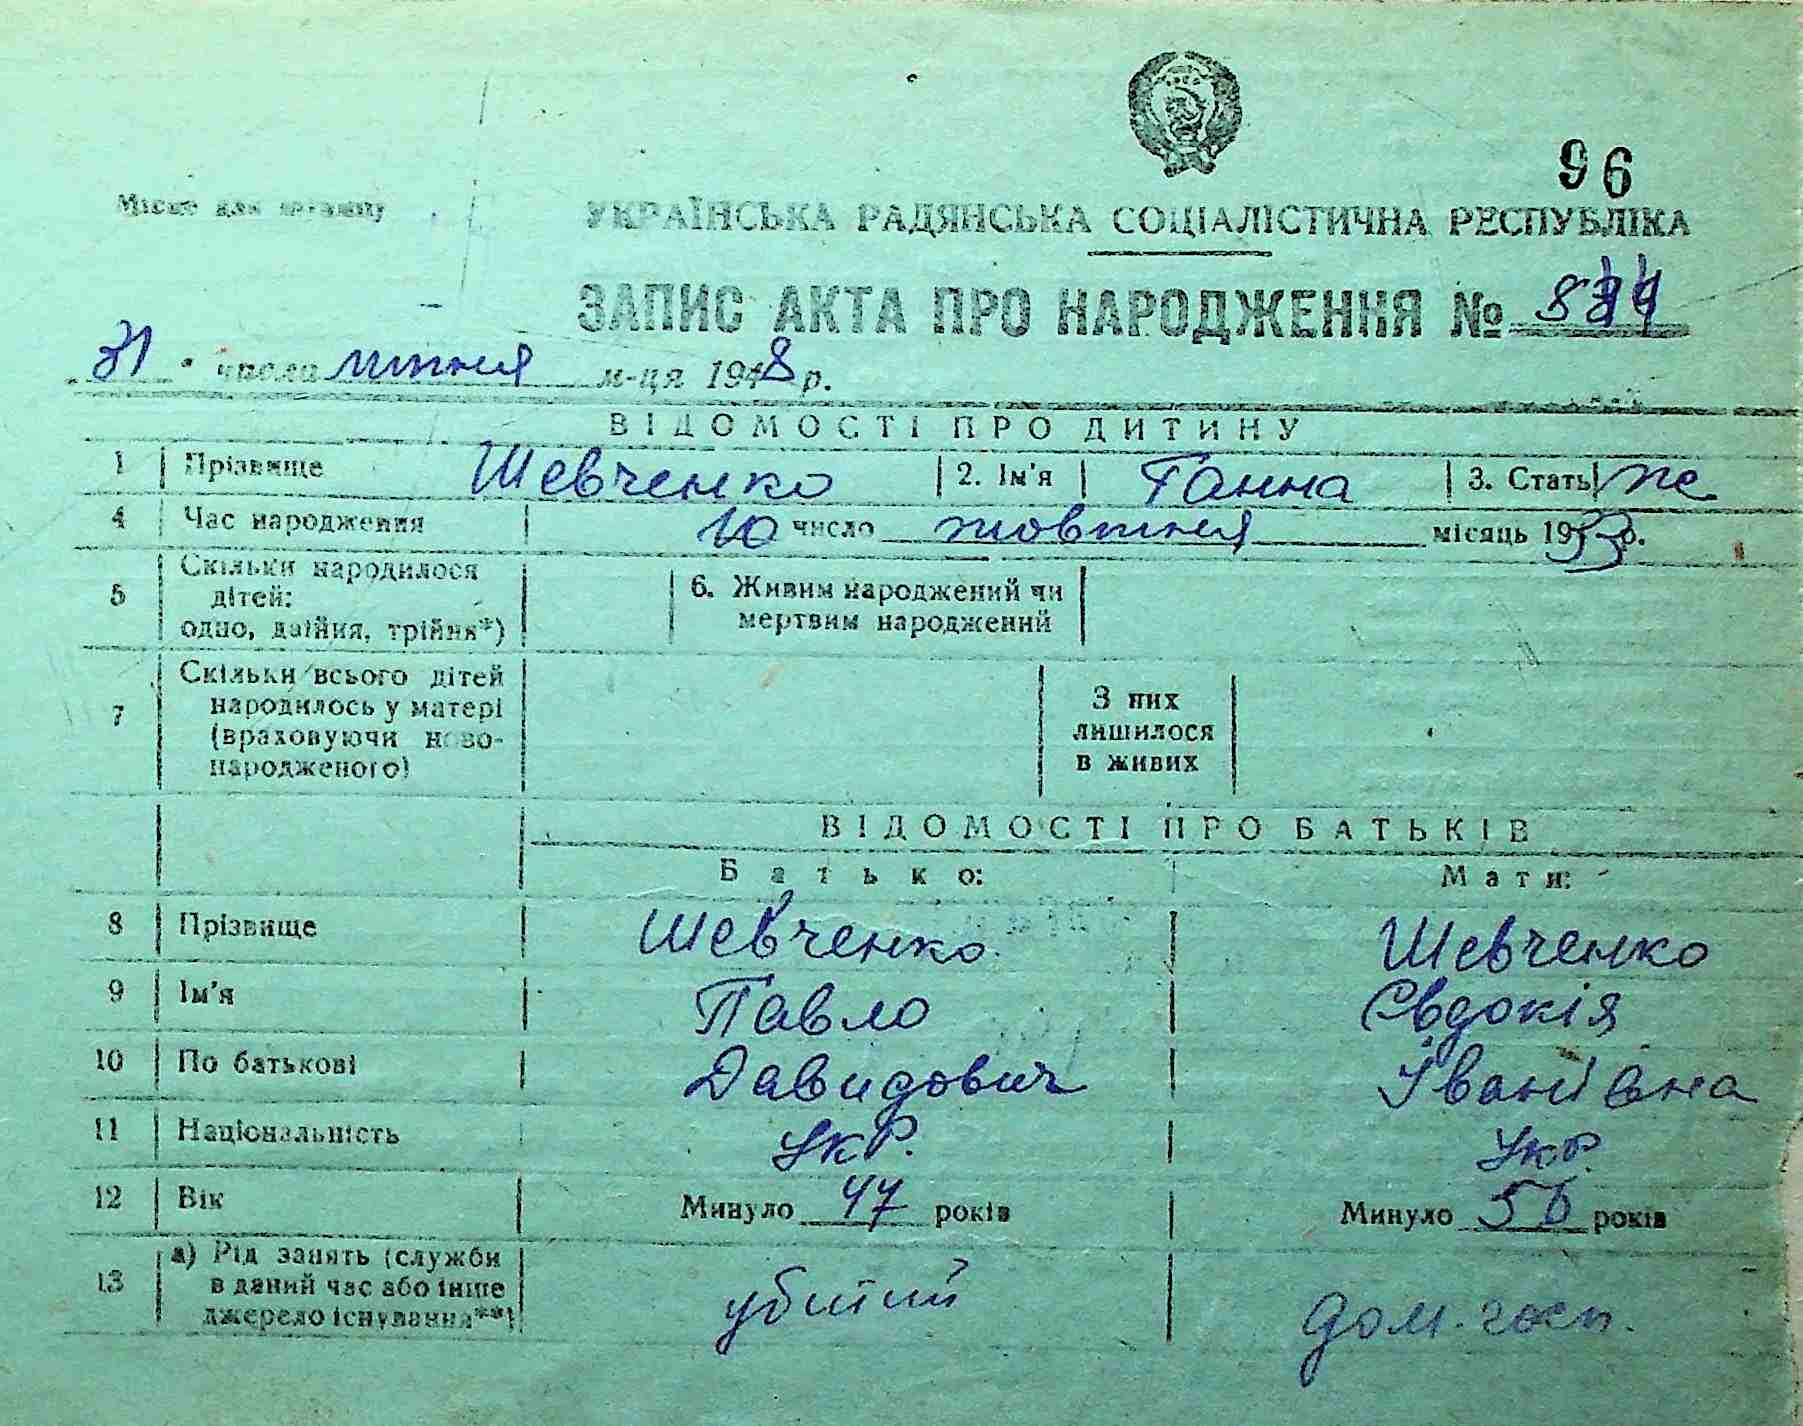 96
Місце для штампу
УКРАЇНСЬКА РАДЯНСЬКА СОЦІАЛІСТИЧНА РЕСПУБЛІКА
ЗАПИС АКТА ПРО НАРОДЖЕННЯ №
31 " числа липня м-ця 1948 р.
ВІДОМОСТІ ПРО ДИТИНУ
1 Прізвище Шевченко 2. Ім'я Ганна 3. Стать же
4 Час народження 10 число жовтня місяць 1933р.
5 Скільки народилося дітей: одно, двійня, трійня*) 6. Живим народжений чи мертвим народжений
7 Скільки всього дітей народилось у матері (враховуючи новонародженого) З них лишилося в живих
ВІДОМОСТІ ПРО БАТЬКІВ
Батько: Мати:
8 Прізвище Шевченко Шевченко
9 Ім'я Павло Євдокія
10 По батькові Давидович Іванівна
11 Національність Укр. Укр.
12 Вік Минуло 47 років Минуло років
13 а) Рід занять (служби в даний час або інше джерело існування**) убитий дом. госп.